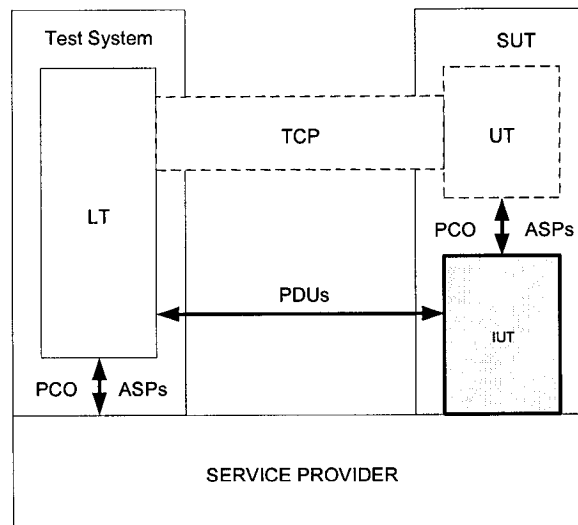 Test System
SUT
TCP
UT
LT
PCO
ASPs
PDUs
IUT
PCO
ASPs
SERVICE PROVIDER